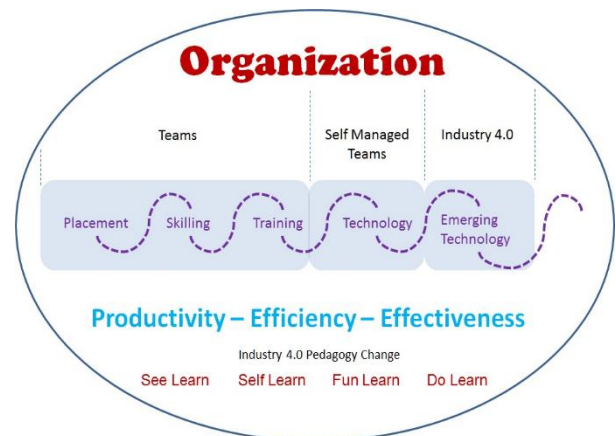 Organization
Teams
Self Managed
Teams
Industry 4.0
Placement
Skilling
Training
Technology
Emerging
Technology
Productivity – Efficiency – Effectiveness
Industry 4.0 Pedagogy Change
See Learn Self Learn Fun Learn Do Learn